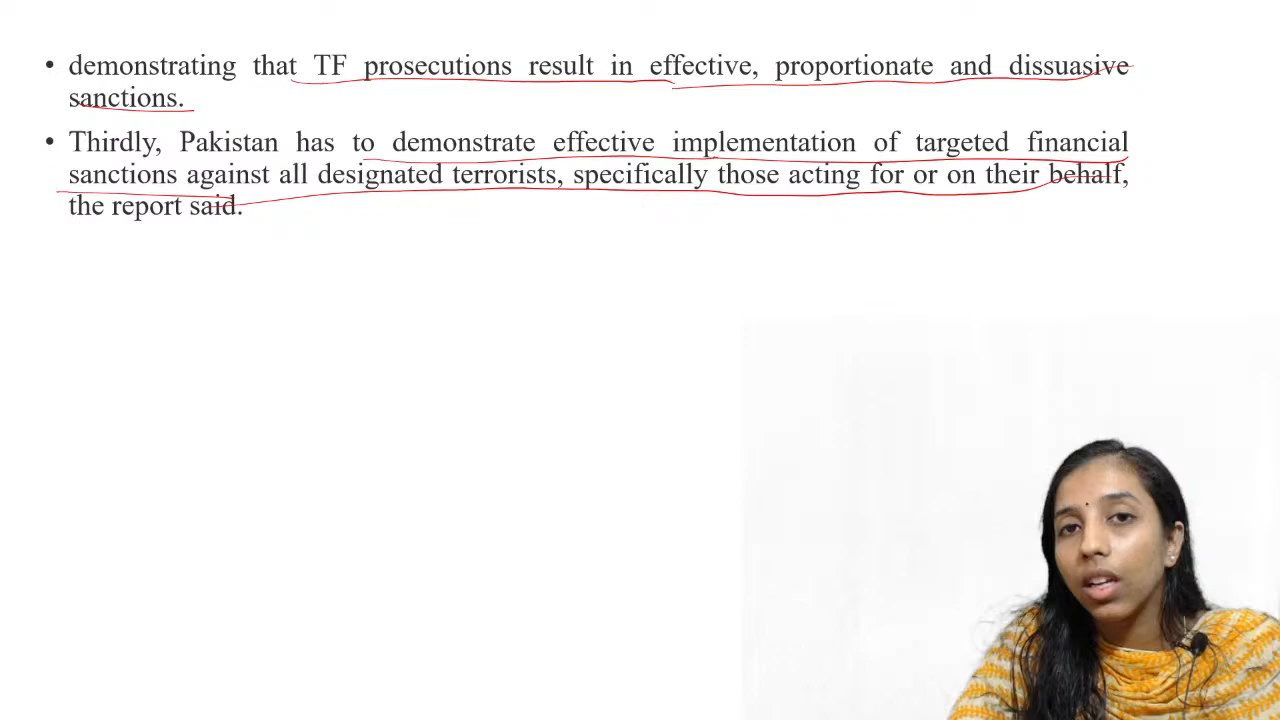 • demonstrating that TF prosecutions result in effective, proportionate and dissuasive
sanctions.
• Thirdly, Pakistan has to demonstrate effective implementation of targeted financial
sanctions against all designated terrorists, specifically those acting for or on their behalf,
the report said.